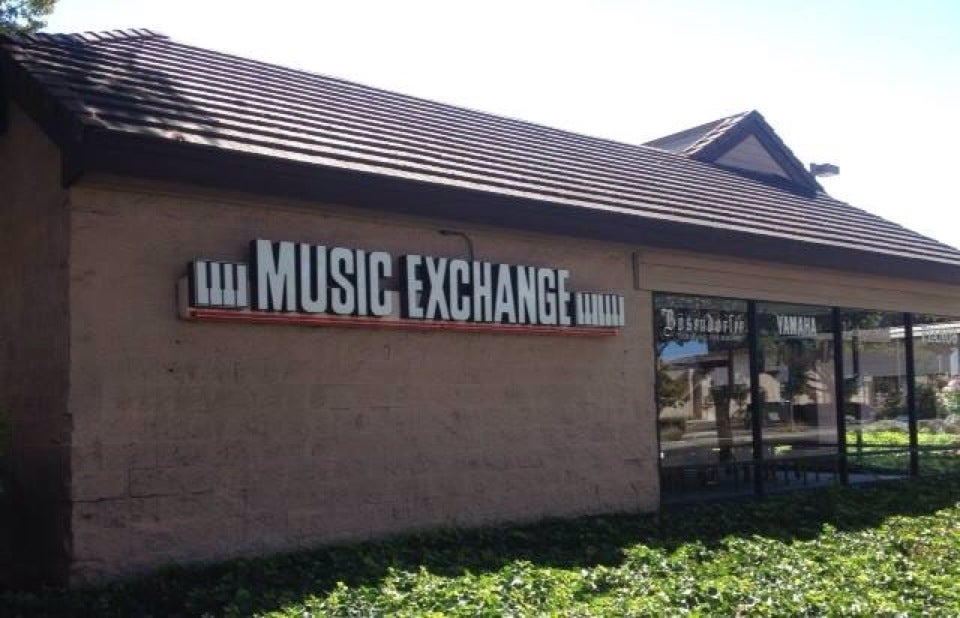 MUSIC EXCHANGE
Bösendorfer
YAMAHA